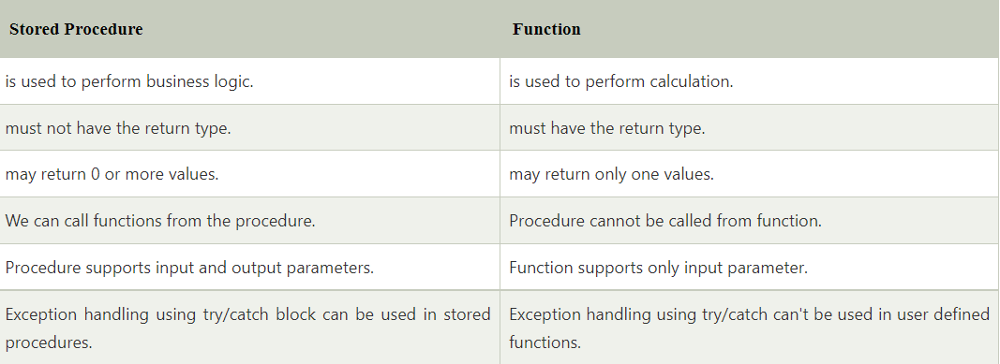 Stored Procedure Function
is used to perform business logic. is used to perform calculation.
must not have the return type. must have the return type.
may return 0 or more values. may return only one values.
We can call functions from the procedure. Procedure cannot be called from function.
Procedure supports input and output parameters. Function supports only input parameter.
Exception handling using try/catch block can be used in stored Exception handling using try/catch can't be used in user defined
procedures. functions.